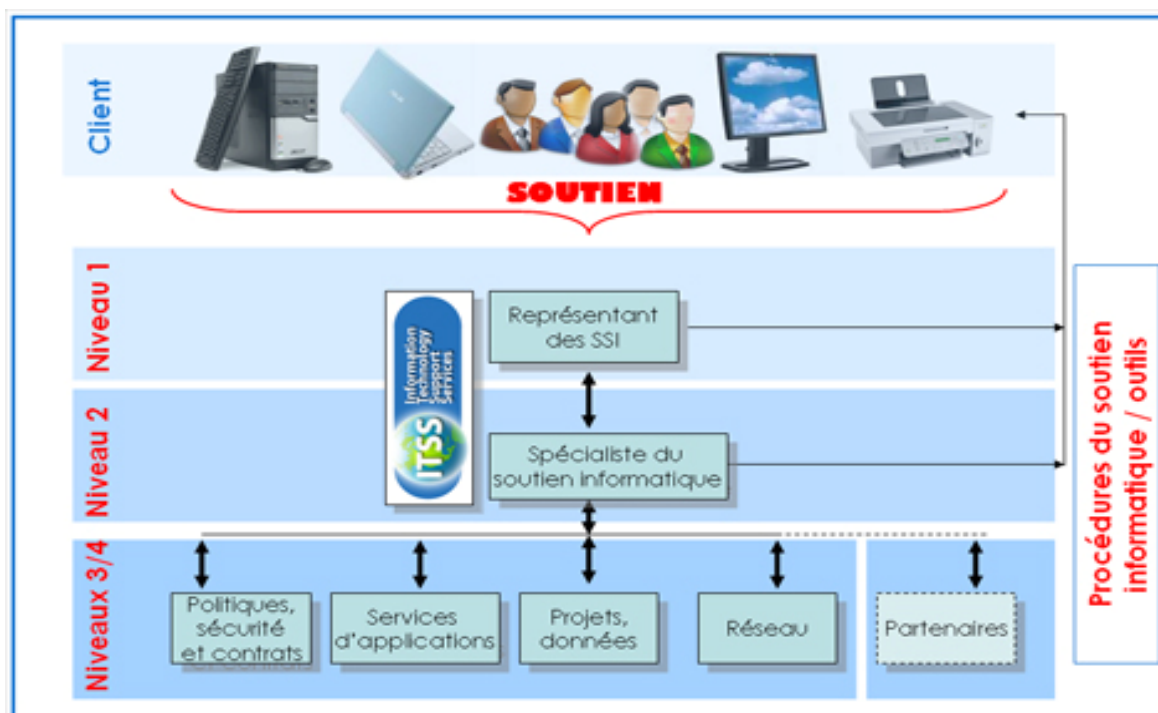 Client
SOUTIEN
Niveau 1
Représentant
des SSI
Information
Technology
Support
Services
ITSS
Niveau 2
Spécialiste du
soutien informatique
Niveaux 3/4
Politiques,
sécurité
et contrats
Services
d'applications
Projets,
données
Réseau
Partenaires
Procédures du soutien
informatique / outils